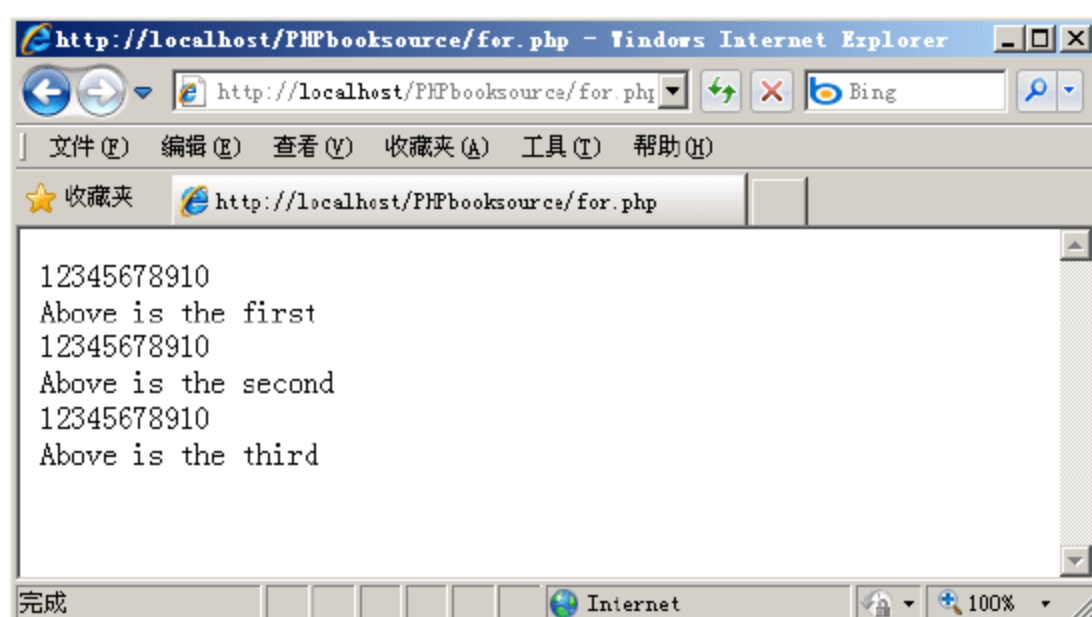 http://localhost/PHPbooksource/for.php - Windows Internet Explorer
http://localhost/PHPbooksource/for.php Bing
文件(F) 编辑(E) 查看(V) 收藏夹(A) 工具(T) 帮助(H)
收藏夹 http://localhost/PHPbooksource/for.php
12345678910
Above is the first
12345678910
Above is the second
12345678910
Above is the third
完成 Internet 100%